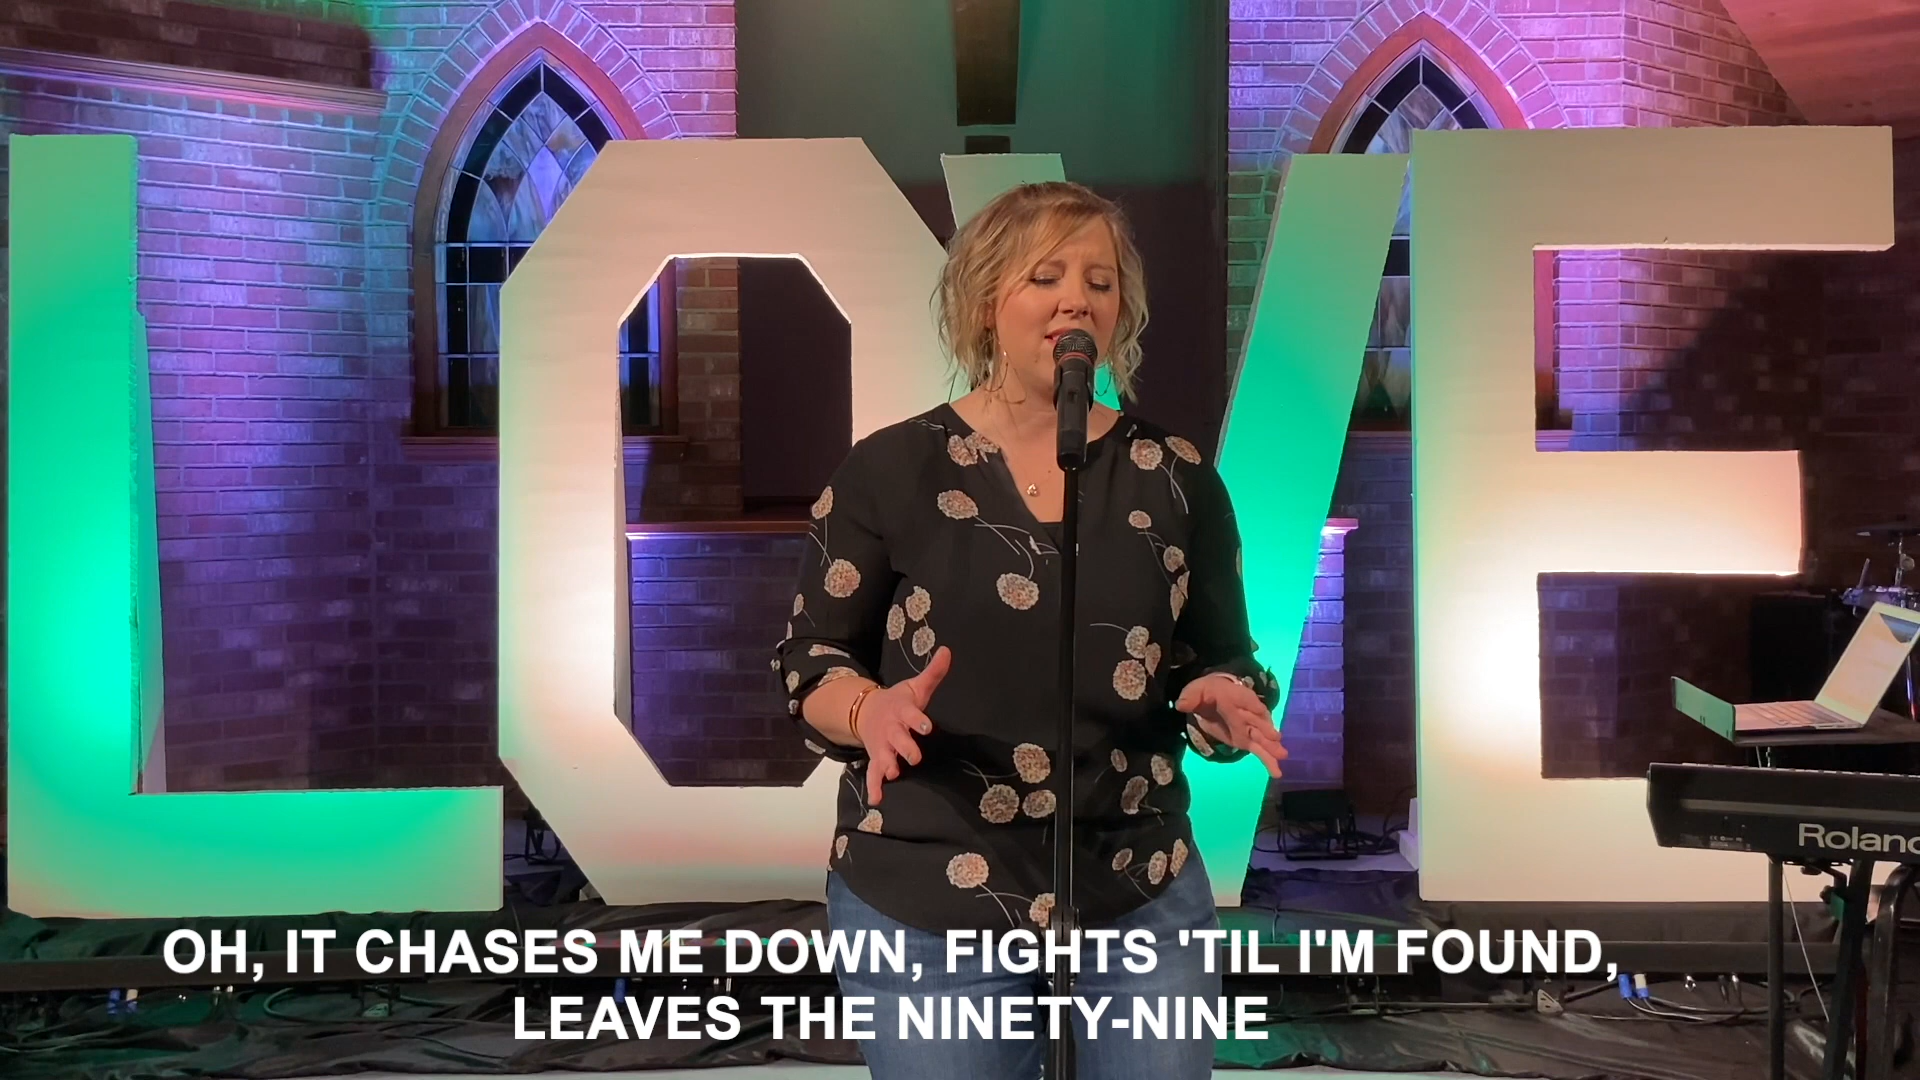 LOVE
Roland
OH, IT CHASES ME DOWN, FIGHTS 'TIL I'M FOUND,
LEAVES THE NINETY-NINE